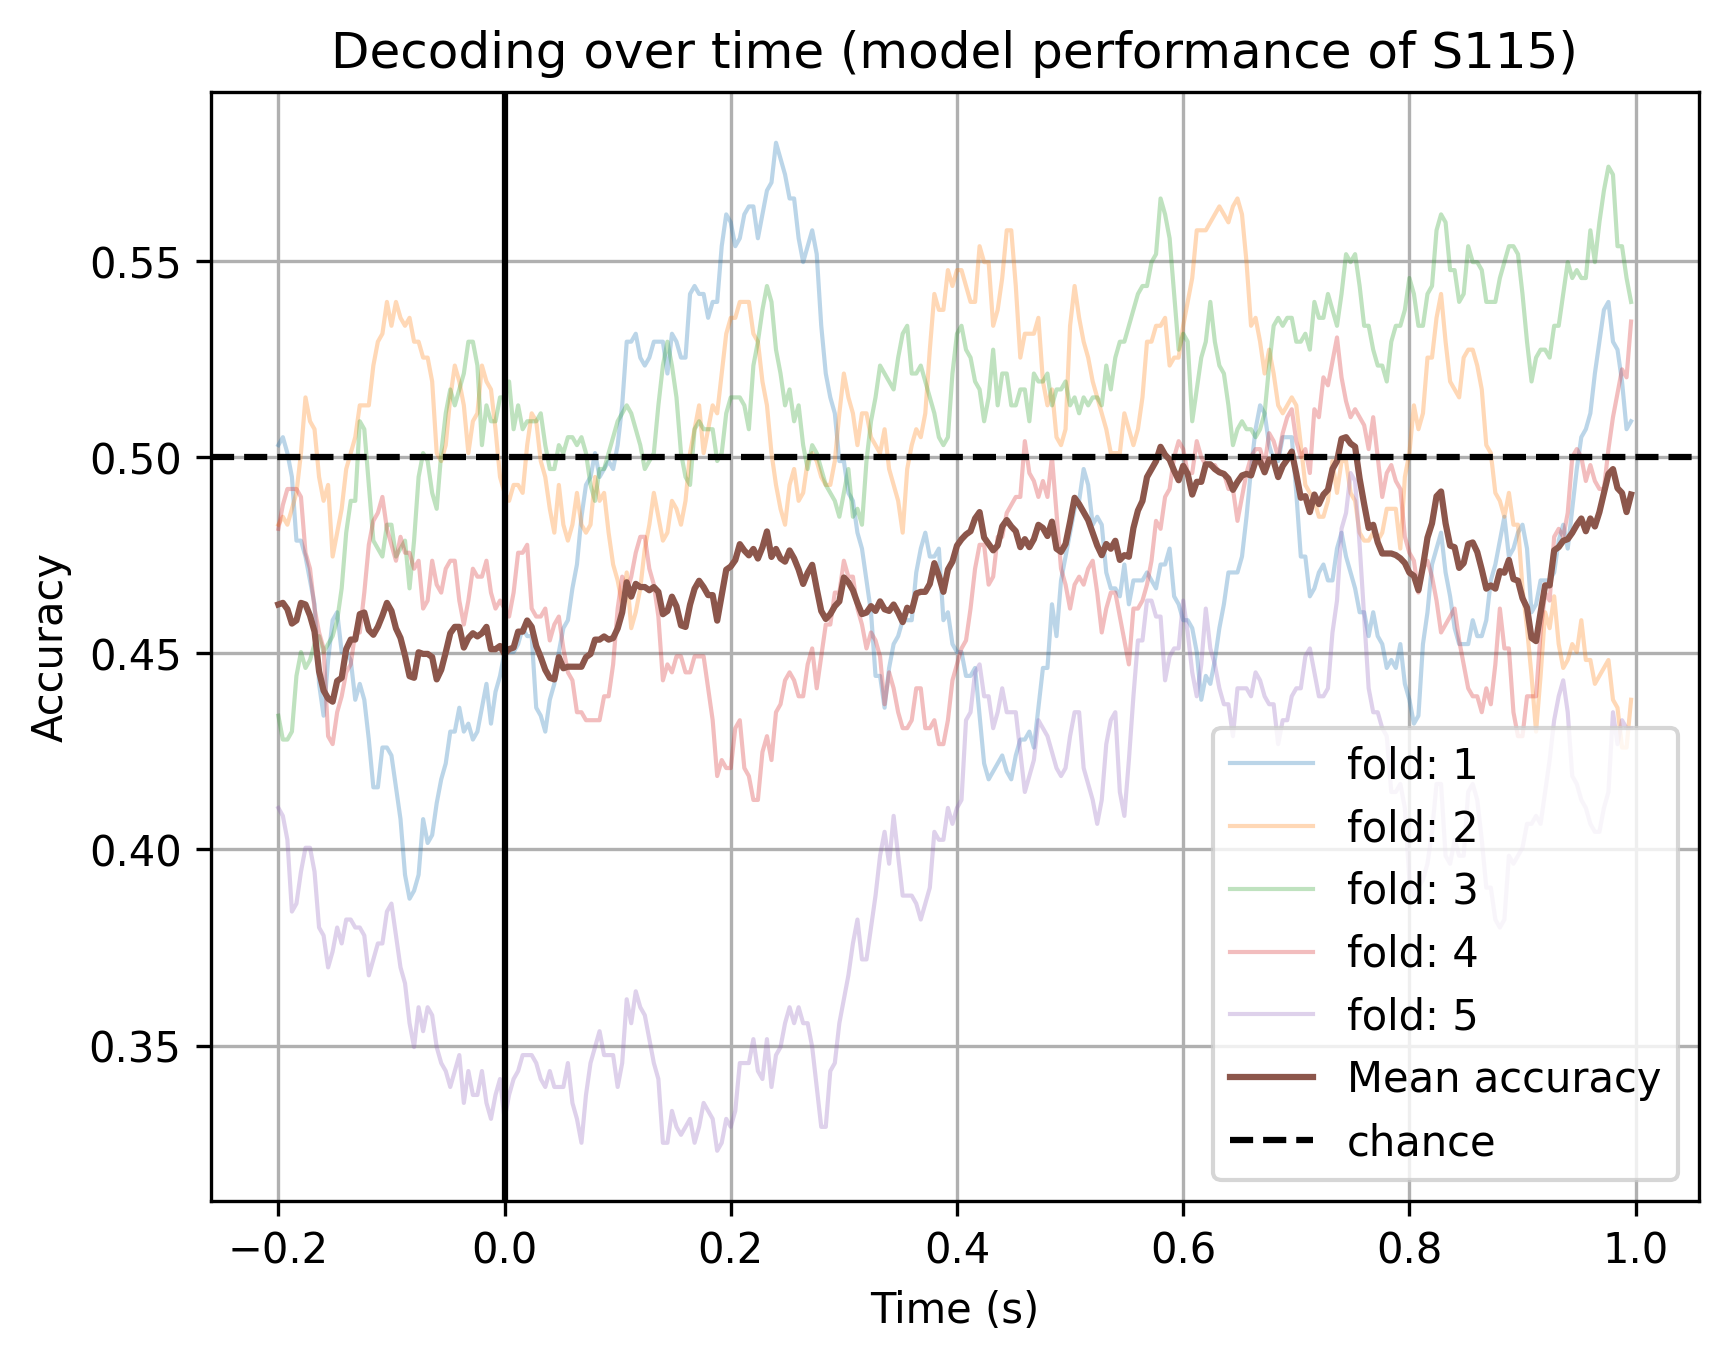 Decoding over time (model performance of S115)
Accuracy
0.55
0.50
0.45
0.40
0.35
−0.2 0.0 0.2 0.4 0.6 0.8 1.0
Time (s)
fold: 1
fold: 2
fold: 3
fold: 4
fold: 5
Mean accuracy
chance